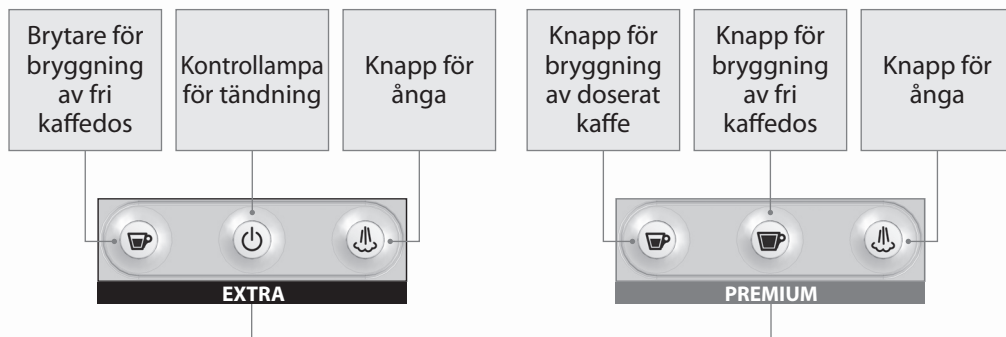 Brytare för
bryggning
av fri
kaffedos
Kontrollampa
för tändning
Knapp för
ånga
Knapp för
bryggning
av doserat
kaffe
Knapp för
bryggning
av fri
kaffedos
Knapp för
ånga
EXTRA
PREMIUM